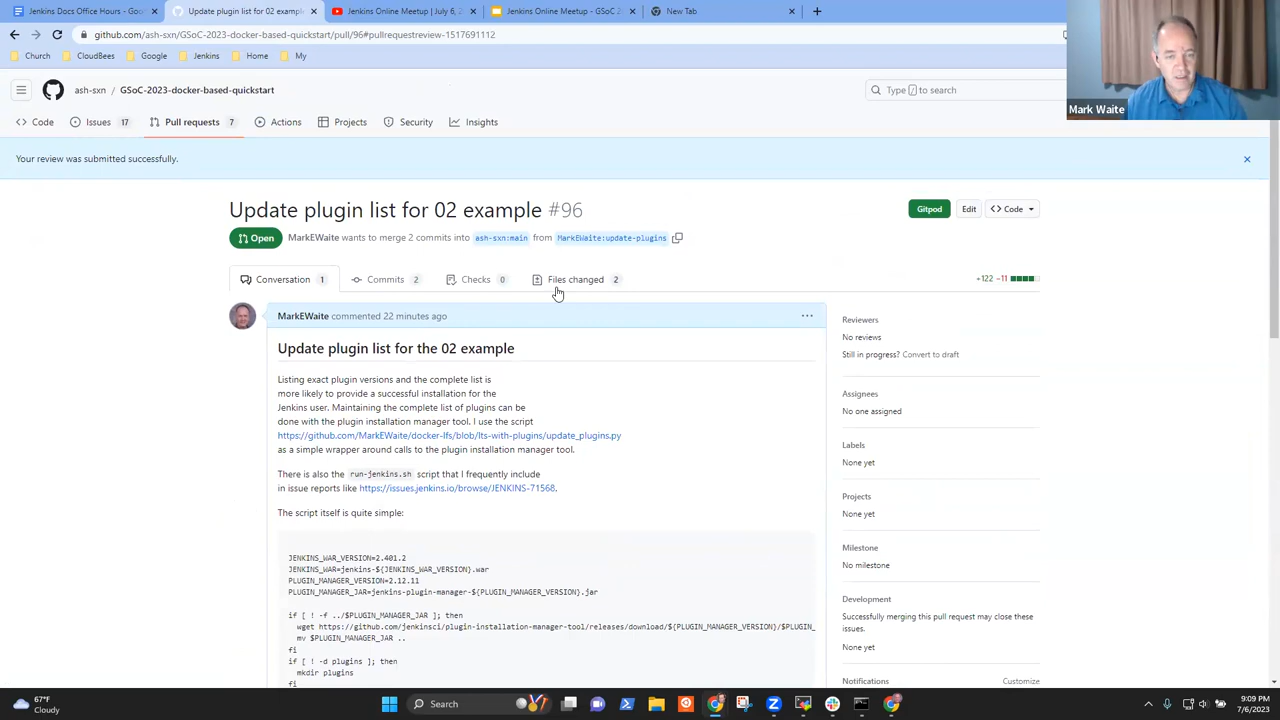 Jenkins Docs Office Hours - Goog
Update plugin list for 02 exampl
Jenkins Online Meetup | July 6, 2
Jenkins Online Meetup - GSoC 2
New Tab
github.com/ash-sxn/GSoC-2023-docker-based-quickstart/pull/96#pullrequestreview-1517691112
Church
CloudBees
Google
Jenkins
Home
My
Mark Waite
ash-sxn / GSoC-2023-docker-based-quickstart
Type / to search
Code
Issues 17
Pull requests 7
Actions
Projects
Security
Insights
Your review was submitted successfully.
Update plugin list for 02 example #96
Gitpod
Edit
<> Code
Open
MarkEWaite wants to merge 2 commits into ash-sxn:main from MarkEWaite:update-plugins
Conversation 1
Commits 2
Checks 0
Files changed 2
+122 -11
MarkEWaite commented 22 minutes ago
Update plugin list for the 02 example
Listing exact plugin versions and the complete list is
more likely to provide a successful installation for the
Jenkins user. Maintaining the complete list of plugins can be
done with the plugin installation manager tool. I use the script
https://github.com/MarkEWaite/docker-lfs/blob/lts-with-plugins/update_plugins.py
as a simple wrapper around calls to the plugin installation manager tool.
There is also the run-jenkins.sh script that I frequently include
in issue reports like https://issues.jenkins.io/browse/JENKINS-71568.
The script itself is quite simple:
JENKINS_WAR_VERSION=2.401.2
JENKINS_WAR=jenkins-${JENKINS_WAR_VERSION}.war
PLUGIN_MANAGER_VERSION=2.12.11
PLUGIN_MANAGER_JAR=jenkins-plugin-manager-${PLUGIN_MANAGER_VERSION}.jar
if [ ! -f ../$PLUGIN_MANAGER_JAR ]; then
wget https://github.com/jenkinsci/plugin-installation-manager-tool/releases/download/${PLUGIN_MANAGER_VERSION}/$PLUGIN_
mv $PLUGIN_MANAGER_JAR ..
fi
if [ ! -d plugins ]; then
mkdir plugins
fi
Reviewers
No reviews
Still in progress? Convert to draft
Assignees
No one assigned
Labels
None yet
Projects
None yet
Milestone
No milestone
Development
Successfully merging this pull request may close these
issues.
None yet
Notifications
Customize
67°F
Cloudy
Search
9:09 PM
7/6/2023